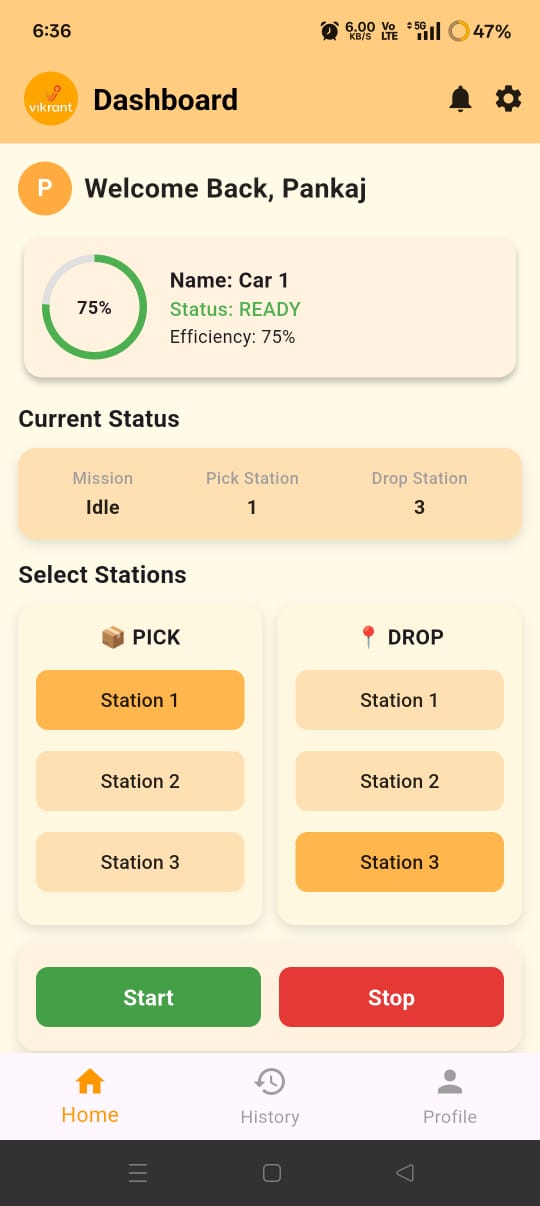 6:36
6.00 KB/S Vo LTE 5G 47%
vikrant
Dashboard
P
Welcome Back, Pankaj
75%
Name: Car 1
Status: READY
Efficiency: 75%
Current Status
Mission Pick Station Drop Station
Idle 1 3
Select Stations
📦 PICK
Station 1
Station 2
Station 3
📍 DROP
Station 1
Station 2
Station 3
Start Stop
Home History Profile